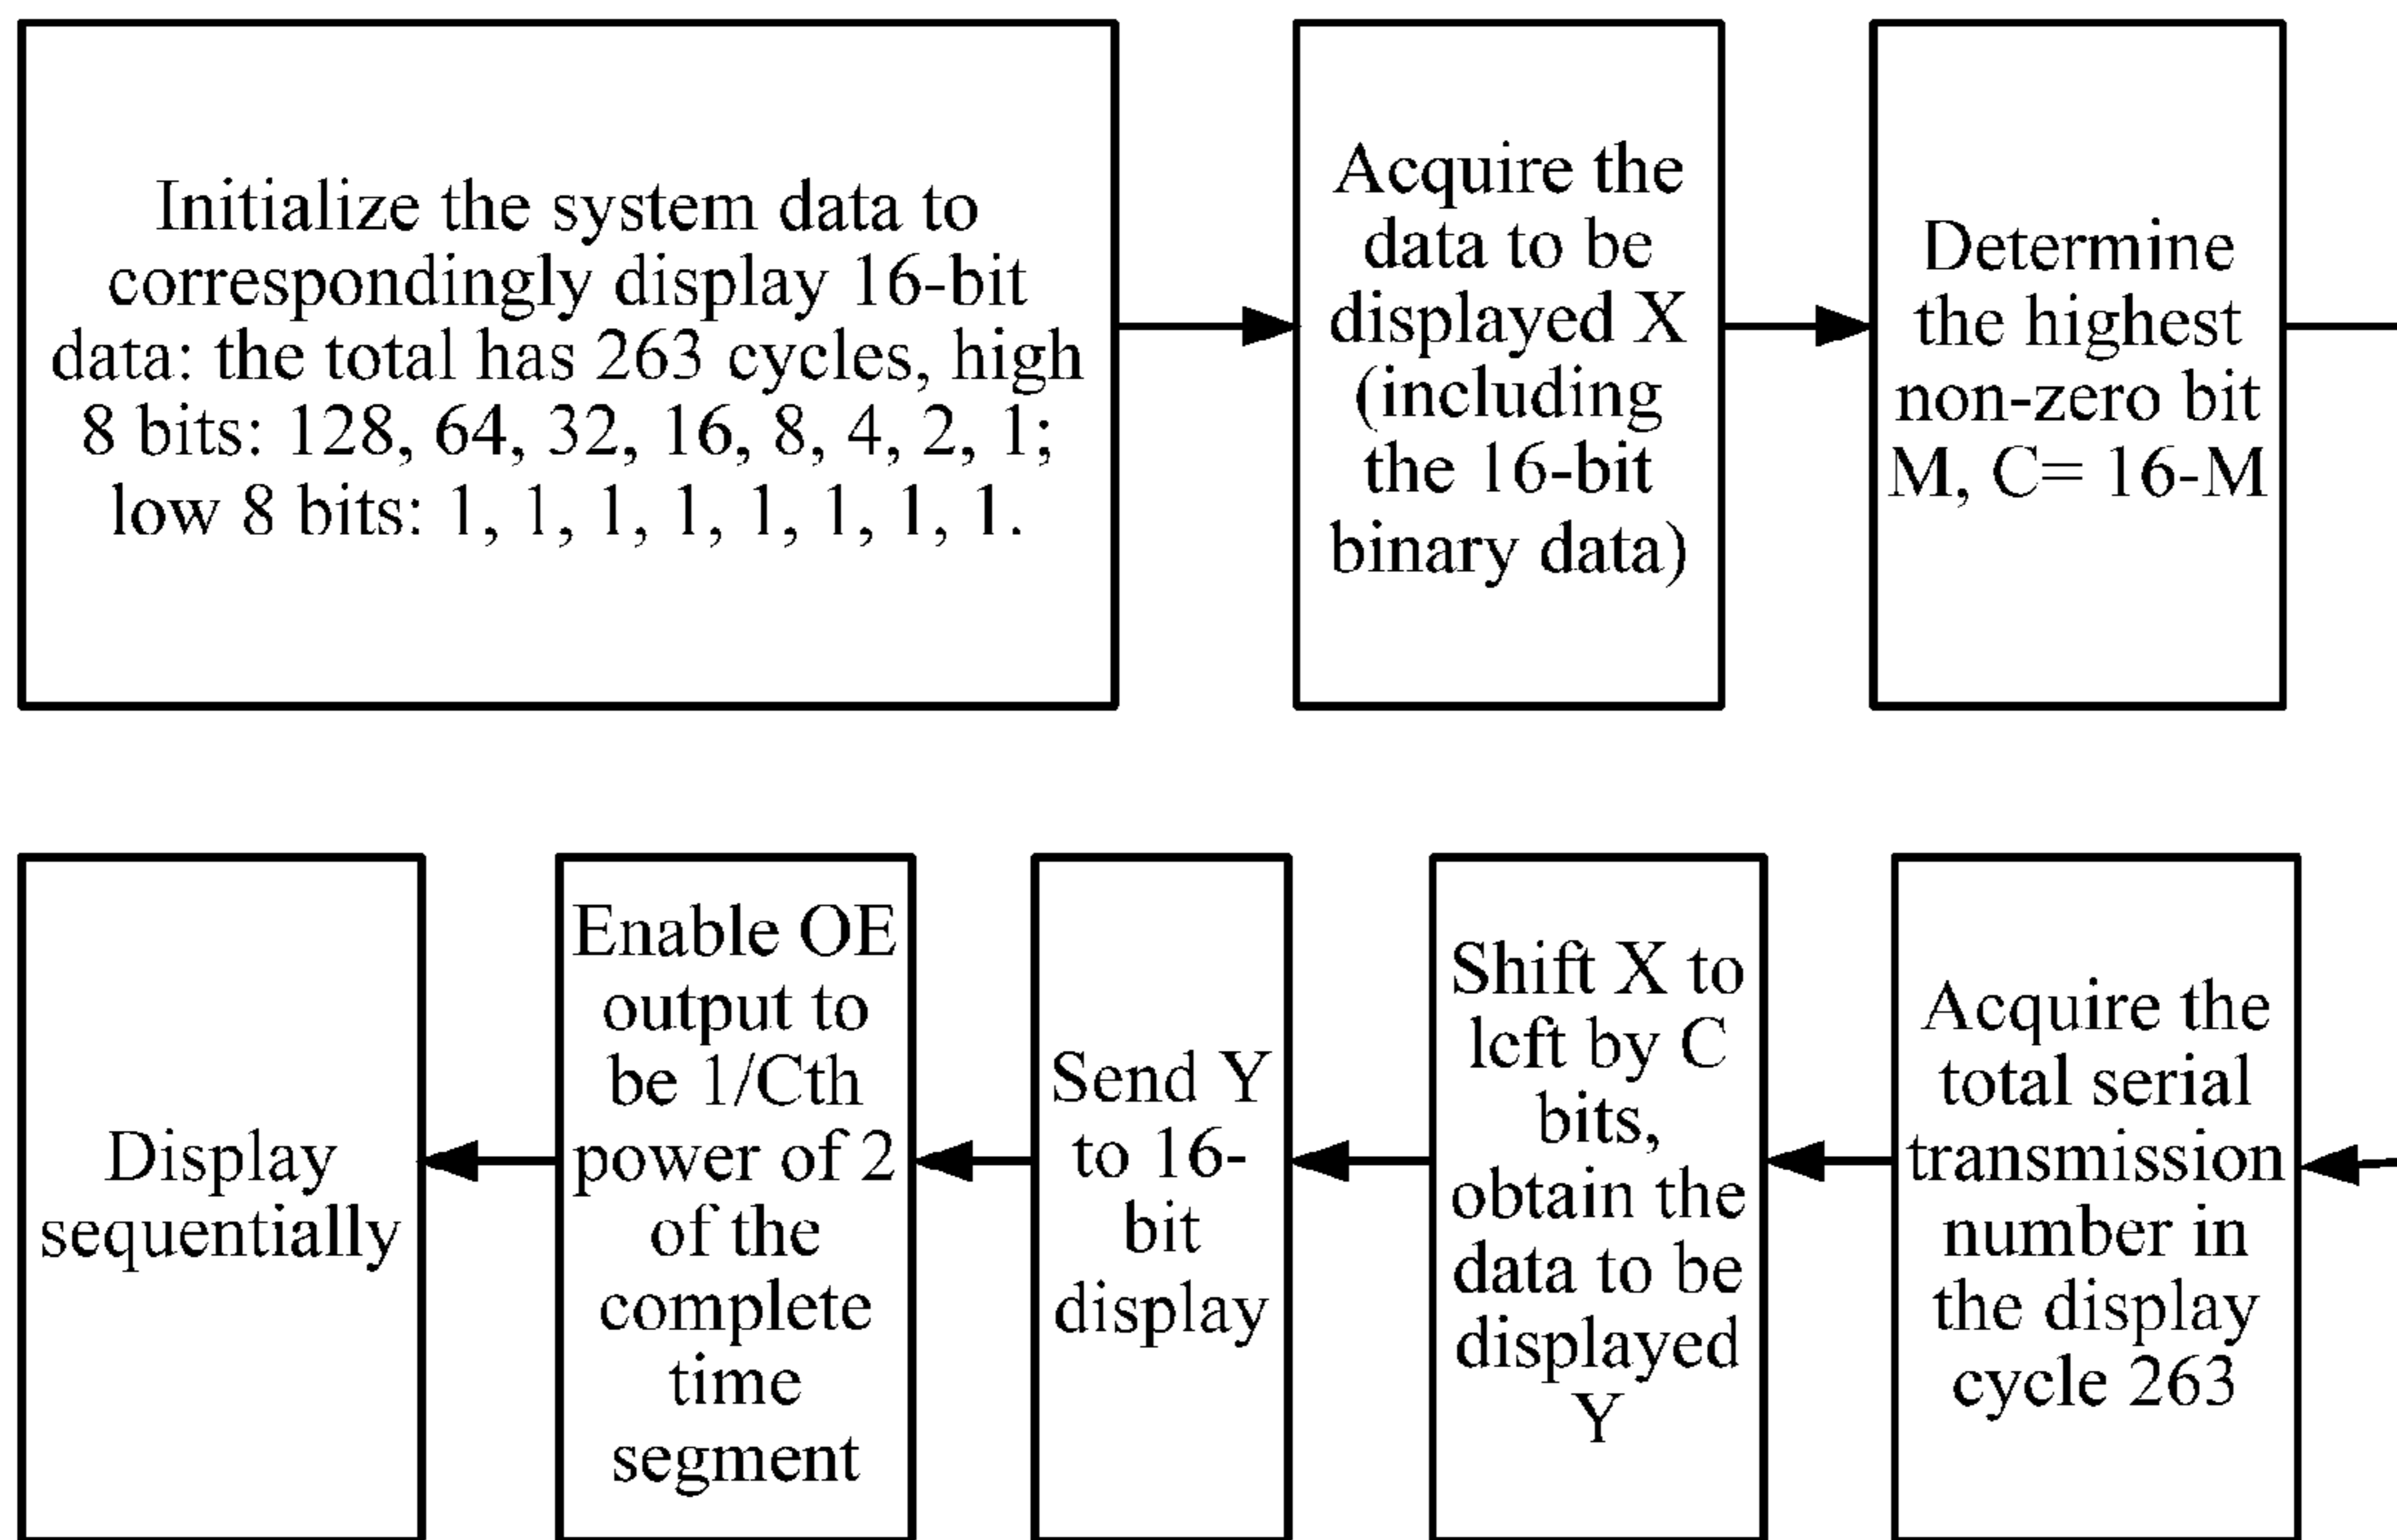 Initialize the system data to
correspondingly display 16-bit
data: the total has 263 cycles, high
8 bits: 128, 64, 32, 16, 8, 4, 2, 1;
low 8 bits: 1, 1, 1, 1, 1, 1, 1, 1.
Acquire the
data to be
displayed X
(including
the 16-bit
binary data)
Determine
the highest
non-zero bit
M, C= 16-M
Acquire the
total serial
transmission
number in
the display
cycle 263
Shift X to
left by C
bits,
obtain the
data to be
displayed
Y
Send Y
to 16-
bit
display
Enable OE
output to
be 1/Cth
power of 2
of the
complete
time
segment
Display
sequentially